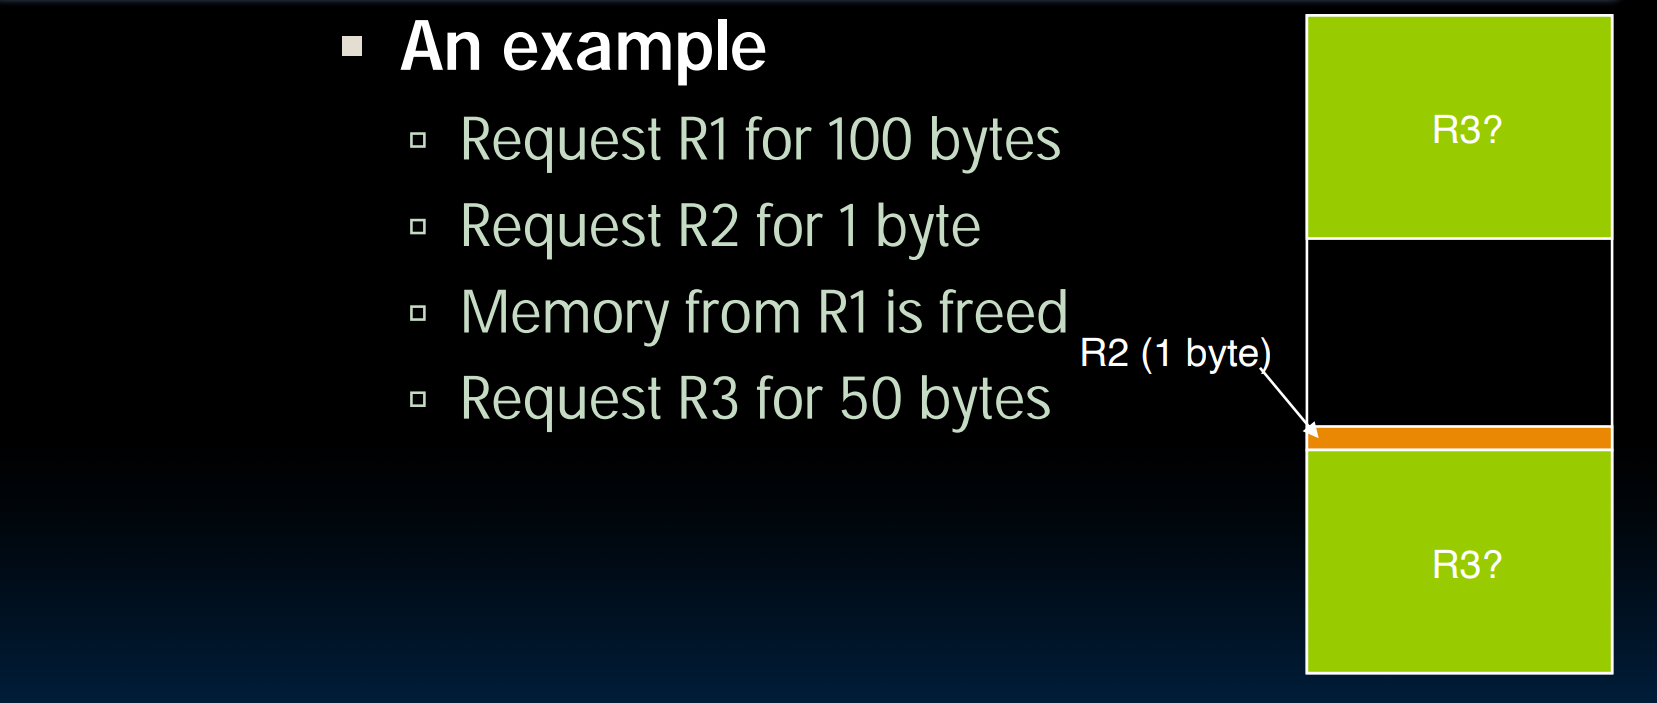 An example
Request R1 for 100 bytes
Request R2 for 1 byte
Memory from R1 is freed
Request R3 for 50 bytes
R3?
R2 (1 byte)
R3?